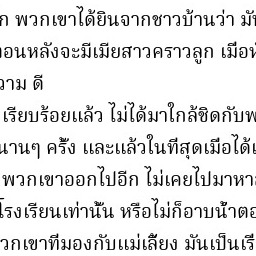 ก พวกเขาได้ยินจากชาวบ้านว่า มั
ตอนหลังจะมีเมียสาวคราวลูก เมื่อห
วาม ดี
เรียบร้อยแล้ว ไม่ได้มาใกล้ชิดกับพ
นานๆ ครั้ง และแล้วในที่สุดเมื่อได้เ
พวกเขาออกไปอีก ไม่เคยไปมาหา
โรงเรียนเท่านั้น หรือไม่ก็อาบน้ำตอ
วกเขาที่มองกับแม่เลี้ยง มันเป็นเรื